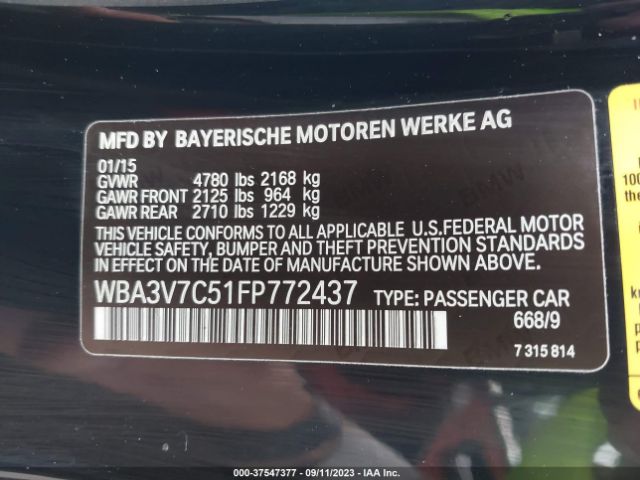 MFD BY BAYERISCHE MOTOREN WERKE AG
01/15
GVWR 4780 lbs 2168 kg
GAWR FRONT 2125 lbs 964 kg
GAWR REAR 2710 lbs 1229 kg
THIS VEHICLE CONFORMS TO ALL APPLICABLE U.S.FEDERAL MOTOR
VEHICLE SAFETY, BUMPER AND THEFT PREVENTION STANDARDS
IN EFFECT ON THE DATE OF MANUFACTURE SHOWN ABOVE.
WBA3V7C51FP772437 TYPE: PASSENGER CAR
668/9
7 315 814
100
the
000-37547377 - 09/11/2023 - IAA Inc.